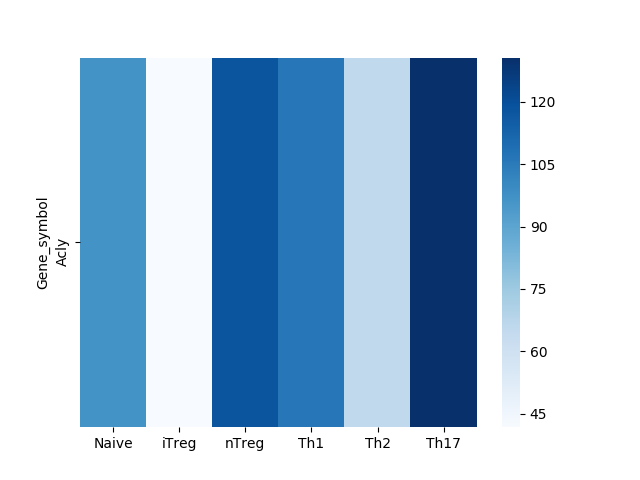 Gene_symbol
Acly
Naive
iTreg
nTreg
Th1
Th2
Th17
120
105
90
75
60
45